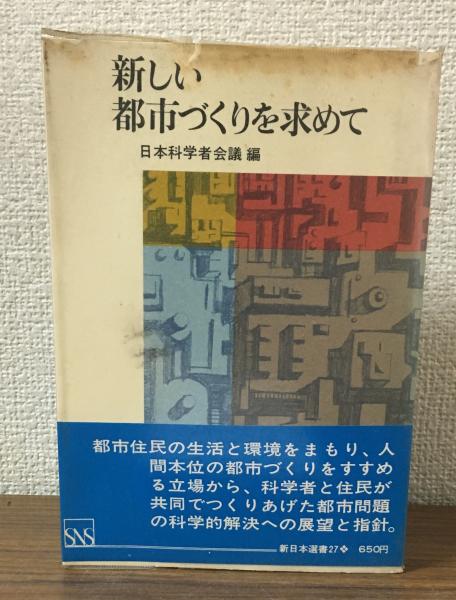 新しい
都市づくりを求めて
日本科学者会議 編
都市住民の生活と環境をまもり、人
間本位の都市づくりをすすめ
る立場から、科学者と住民が
共同でつくりあげた都市問題
の科学的解決への展望と指針。
SNS
新日本選書27❖ 650円